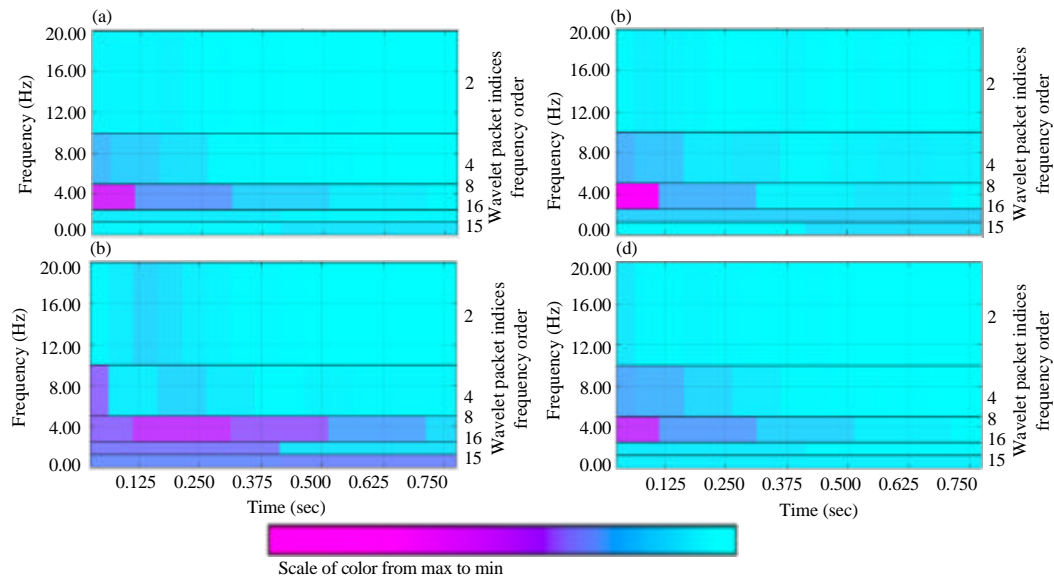 (a)
20.00
16.00
12.00
8.00
4.00
0.00
Frequency (Hz)
2
4
8
16
15
Wavelet packet indices
frequency order
(b)
20.00
16.00
12.00
8.00
4.00
0.00
Frequency (Hz)
2
4
8
16
15
Wavelet packet indices
frequency order
(b)
20.00
16.00
12.00
8.00
4.00
0.00
Frequency (Hz)
2
4
8
16
15
Wavelet packet indices
frequency order
0.125 0.250 0.375 0.500 0.625 0.750
Time (sec)
(d)
20.00
16.00
12.00
8.00
4.00
0.00
Frequency (Hz)
2
4
8
16
15
Wavelet packet indices
frequency order
0.125 0.250 0.375 0.500 0.625 0.750
Time (sec)
Scale of color from max to min